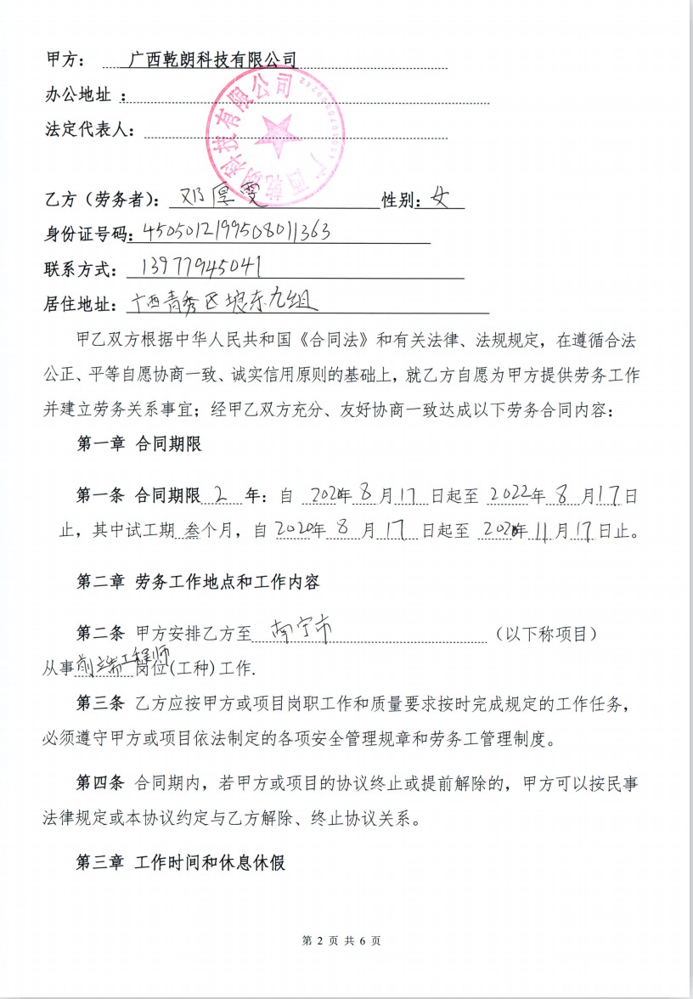 甲方： 广西乾朗科技有限公司
办公地址 ：
法定代表人：
广西乾朗科技有限公司
乙方（劳务者）： 邓厚雯 性别：女
身份证号码：4505012199508011363
联系方式：13977945041
居住地址：广西青秀区埌东九组
甲乙双方根据中华人民共和国《合同法》和有关法律、法规规定，在遵循合法
公正、平等自愿协商一致、诚实信用原则的基础上，就乙方自愿为甲方提供劳务工作
并建立劳务关系事宜；经甲乙双方充分、友好协商一致达成以下劳务合同内容：
第一章 合同期限
第一条 合同期限 2 年：自 2020年 8 月17 日起至 2022年 8 月17日
止，其中试工期 叁个月，自 2020年 8 月 17 日起至 2020年 11 月 17日止。
第二章 劳务工作地点和工作内容
第二条 甲方安排乙方至 南宁市 （以下称项目）
从事前端工程师岗位(工种)工作.
第三条 乙方应按甲方或项目岗职工作和质量要求按时完成规定的工作任务，
必须遵守甲方或项目依法制定的各项安全管理规章和劳务工管理制度。
第四条 合同期内，若甲方或项目的协议终止或提前解除的，甲方可以按民事
法律规定或本协议约定与乙方解除、终止协议关系。
第三章 工作时间和休息休假
第 2 页 共 6 页